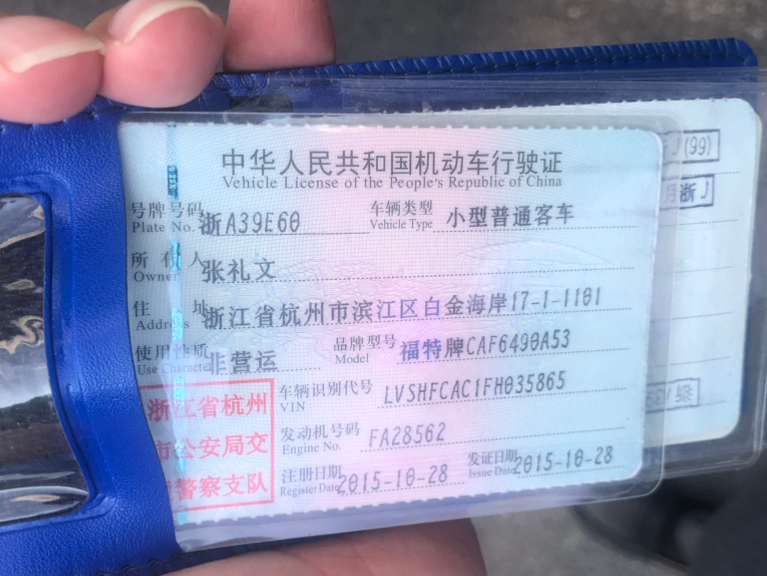 中华人民共和国机动车行驶证
Vehicle License of the People's Republic of China
号牌号码 浙A39E60 车辆类型 小型普通客车
Plate No. Vehicle Type
所有人 张礼文
Owner
住址 浙江省杭州市滨江区白金海岸17-1-1101
Address
使用性质 非营运 品牌型号 福特牌CAF6490A53
Use Character Model
车辆识别代号 LVSHFCAC1FH035865
VIN
发动机号码 FA28562
Engine No.
注册日期 2015-10-28 发证日期 2015-10-28
Register Date Issue Date
浙江省杭州
市公安局交
警察支队
J(99)
月浙J